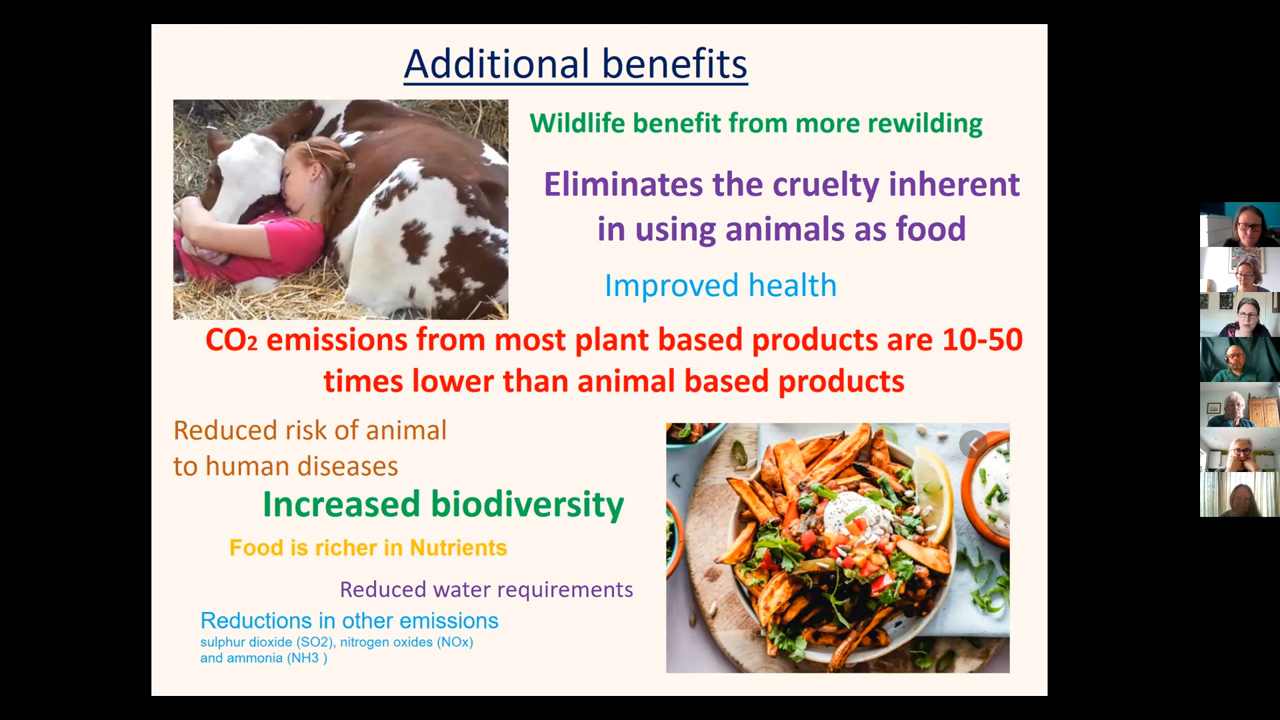 Additional benefits
Wildlife benefit from more rewilding
Eliminates the cruelty inherent
in using animals as food
Improved health
CO2 emissions from most plant based products are 10-50
times lower than animal based products
Reduced risk of animal
to human diseases
Increased biodiversity
Food is richer in Nutrients
Reduced water requirements
Reductions in other emissions
sulphur dioxide (SO2), nitrogen oxides (NOx)
and ammonia (NH3 )